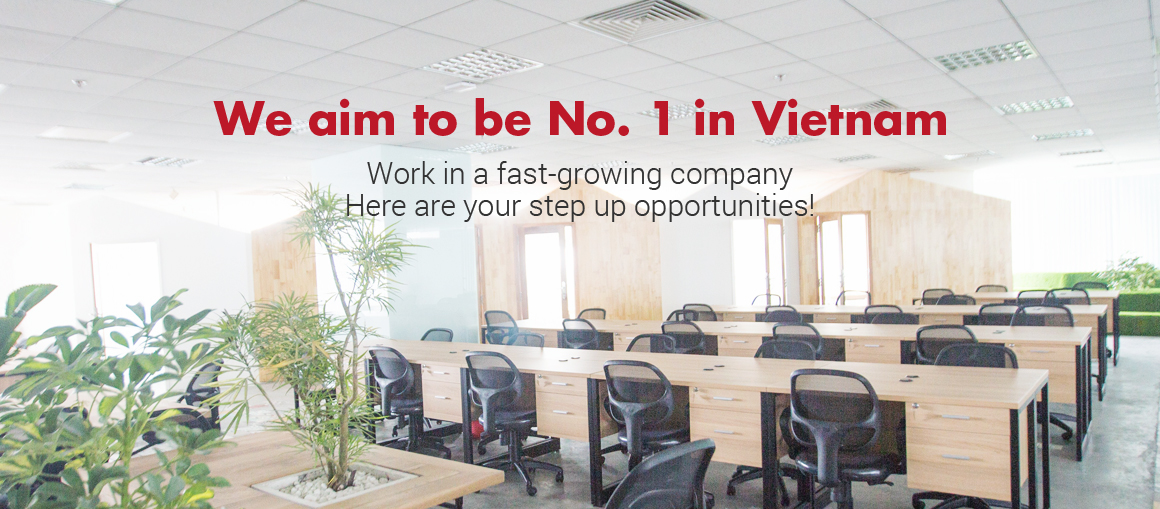 We aim to be No. 1 in Vietnam
Work in a fast-growing company
Here are your step up opportunities!